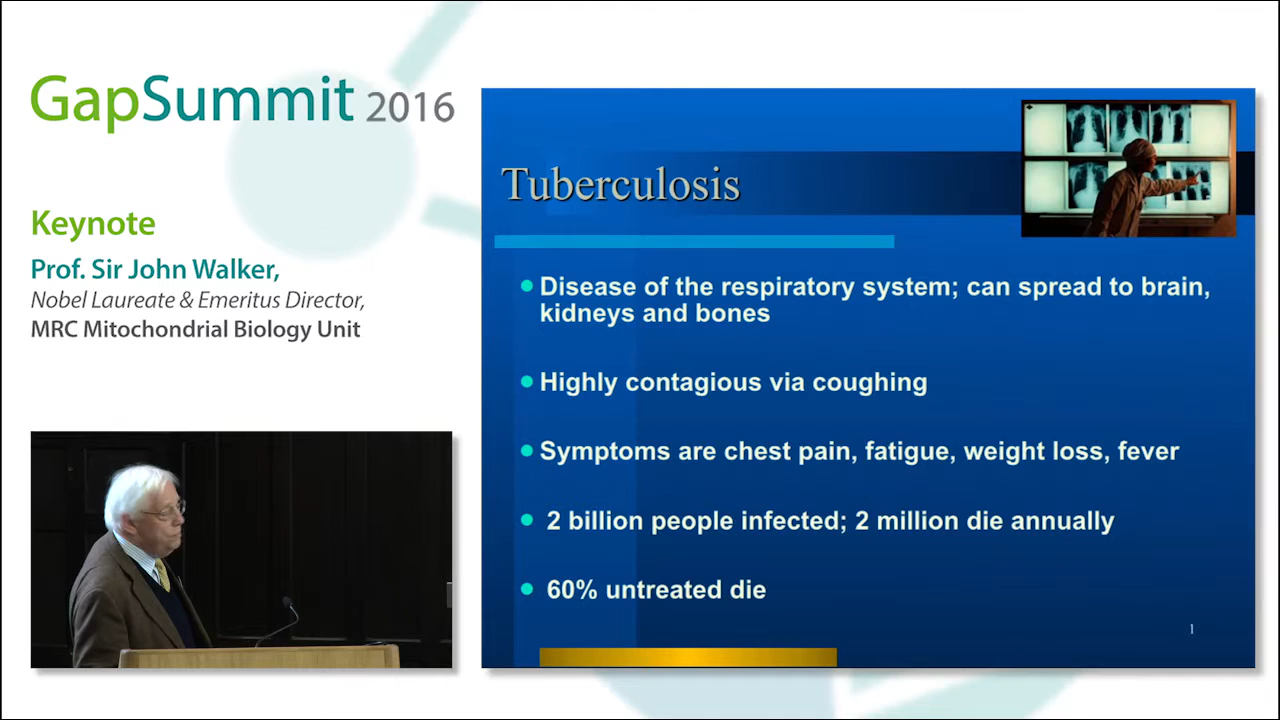 GapSummit 2016
Keynote
Prof. Sir John Walker,
Nobel Laureate & Emeritus Director,
MRC Mitochondrial Biology Unit
Tuberculosis
Disease of the respiratory system; can spread to brain,
kidneys and bones
Highly contagious via coughing
Symptoms are chest pain, fatigue, weight loss, fever
2 billion people infected; 2 million die annually
60% untreated die
1